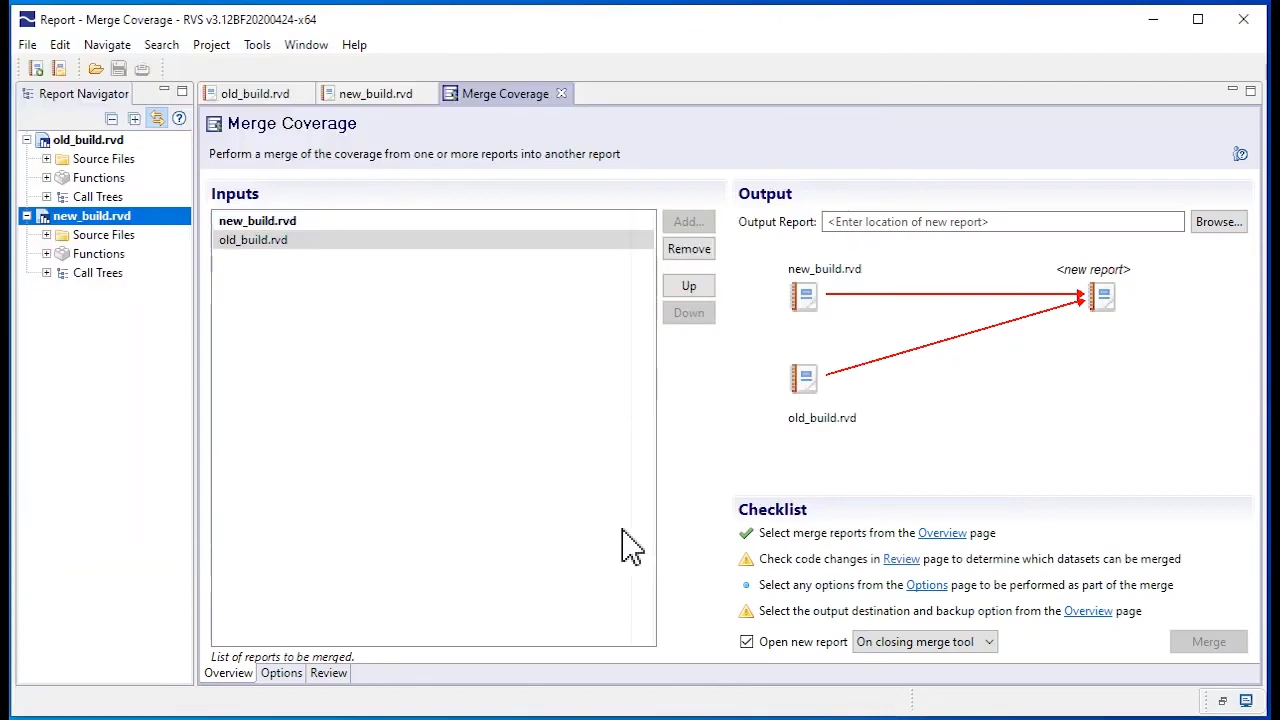 Report - Merge Coverage - RVS v3.12BF20200424-x64
File Edit Navigate Search Project Tools Window Help
Report Navigator
old_build.rvd
Source Files
Functions
Call Trees
new_build.rvd
Source Files
Functions
Call Trees
old_build.rvd new_build.rvd Merge Coverage
Merge Coverage
Perform a merge of the coverage from one or more reports into another report
Inputs
new_build.rvd
old_build.rvd
Add...
Remove
Up
Down
List of reports to be merged.
Overview Options Review
Output
Output Report: <Enter location of new report> Browse...
new_build.rvd <new report>
old_build.rvd
Checklist
Select merge reports from the Overview page
Check code changes in Review page to determine which datasets can be merged
Select any options from the Options page to be performed as part of the merge
Select the output destination and backup option from the Overview page
Open new report On closing merge tool Merge